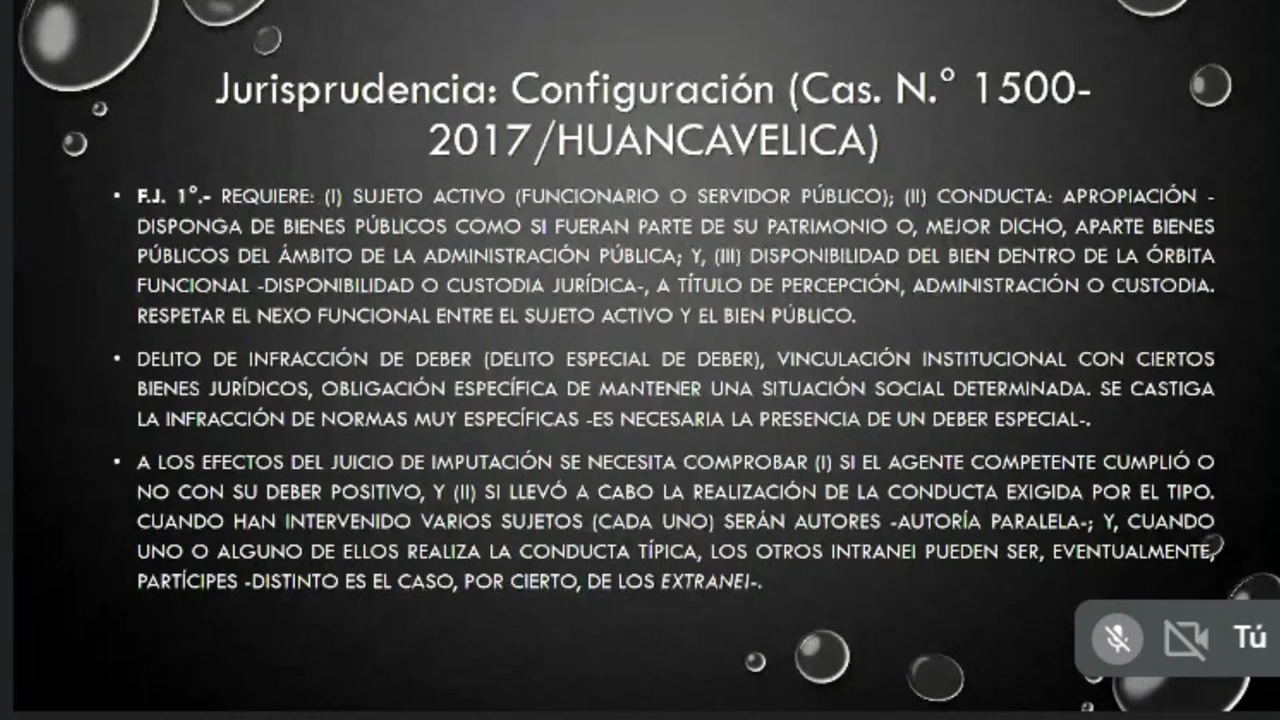 Jurisprudencia: Configuración (Cas. N.° 1500-
2017/HUANCAVELICA)
• F.J. 1°.- REQUIERE: (I) SUJETO ACTIVO (FUNCIONARIO O SERVIDOR PÚBLICO); (II) CONDUCTA: APROPIACIÓN -
DISPONGA DE BIENES PÚBLICOS COMO SI FUERAN PARTE DE SU PATRIMONIO O, MEJOR DICHO, APARTE BIENES
PÚBLICOS DEL ÁMBITO DE LA ADMINISTRACIÓN PÚBLICA; Y, (III) DISPONIBILIDAD DEL BIEN DENTRO DE LA ÓRBITA
FUNCIONAL -DISPONIBILIDAD O CUSTODIA JURÍDICA-, A TÍTULO DE PERCEPCIÓN, ADMINISTRACIÓN O CUSTODIA.
RESPETAR EL NEXO FUNCIONAL ENTRE EL SUJETO ACTIVO Y EL BIEN PÚBLICO.
• DELITO DE INFRACCIÓN DE DEBER (DELITO ESPECIAL DE DEBER), VINCULACIÓN INSTITUCIONAL CON CIERTOS
BIENES JURÍDICOS, OBLIGACIÓN ESPECÍFICA DE MANTENER UNA SITUACIÓN SOCIAL DETERMINADA. SE CASTIGA
LA INFRACCIÓN DE NORMAS MUY ESPECÍFICAS -ES NECESARIA LA PRESENCIA DE UN DEBER ESPECIAL-.
• A LOS EFECTOS DEL JUICIO DE IMPUTACIÓN SE NECESITA COMPROBAR (I) SI EL AGENTE COMPETENTE CUMPLIÓ O
NO CON SU DEBER POSITIVO, Y (II) SI LLEVÓ A CABO LA REALIZACIÓN DE LA CONDUCTA EXIGIDA POR EL TIPO.
CUANDO HAN INTERVENIDO VARIOS SUJETOS (CADA UNO) SERÁN AUTORES -AUTORÍA PARALELA-; Y, CUANDO
UNO O ALGUNO DE ELLOS REALIZA LA CONDUCTA TÍPICA, LOS OTROS INTRANEI PUEDEN SER, EVENTUALMENTE,
PARTÍCIPES -DISTINTO ES EL CASO, POR CIERTO, DE LOS EXTRANEI-.
Tú